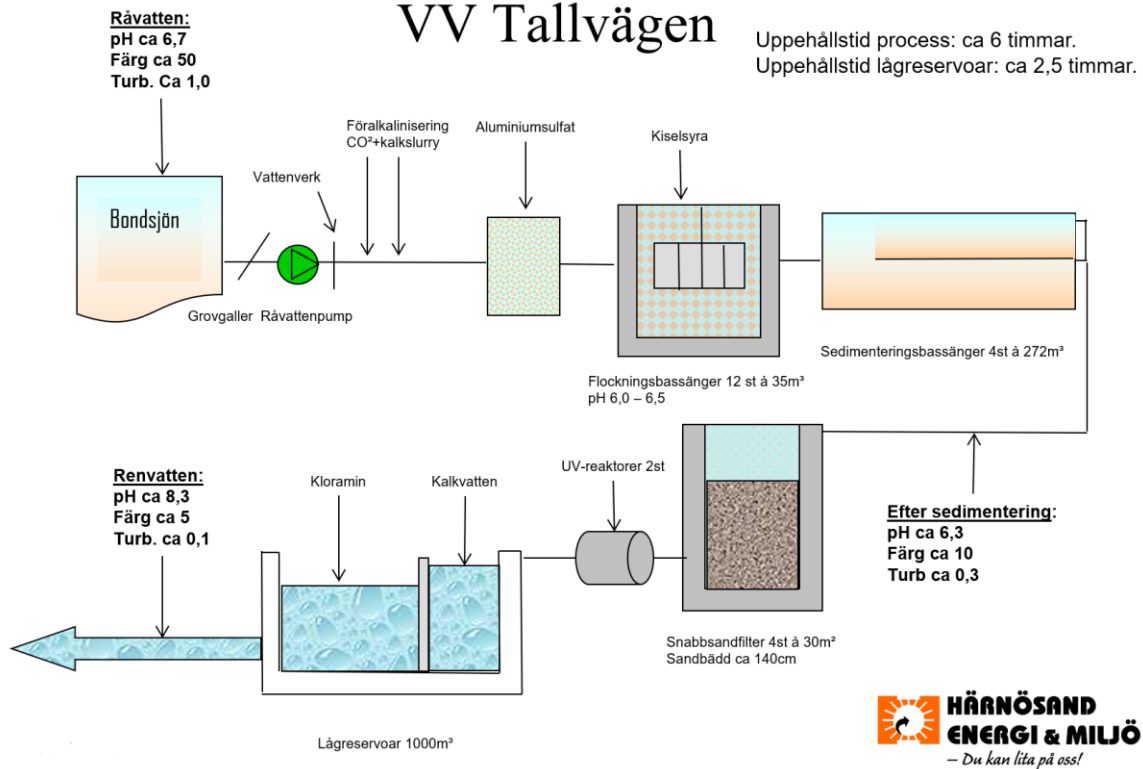 VV Tallvägen
Uppehållstid process: ca 6 timmar.
Uppehållstid lågreservoar: ca 2,5 timmar.
Råvatten:
pH ca 6,7
Färg ca 50
Turb. Ca 1,0
Bondsjön
Grovgaller Råvattenpump
Vattenverk
Föralkalinisering
CO²+kalkslurry
Aluminiumsulfat
Kiselsyra
Flockningsbassänger 12 st à 35m³
pH 6,0 – 6,5
Sedimenteringsbassänger 4st à 272m³
Efter sedimentering:
pH ca 6,3
Färg ca 10
Turb ca 0,3
Snabbsandfilter 4st à 30m²
Sandbädd ca 140cm
UV-reaktorer 2st
Kalkvatten
Kloramin
Lågreservoar 1000m³
Renvatten:
pH ca 8,3
Färg ca 5
Turb. ca 0,1
HÄRNÖSAND
ENERGI & MILJÖ
– Du kan lita på oss!